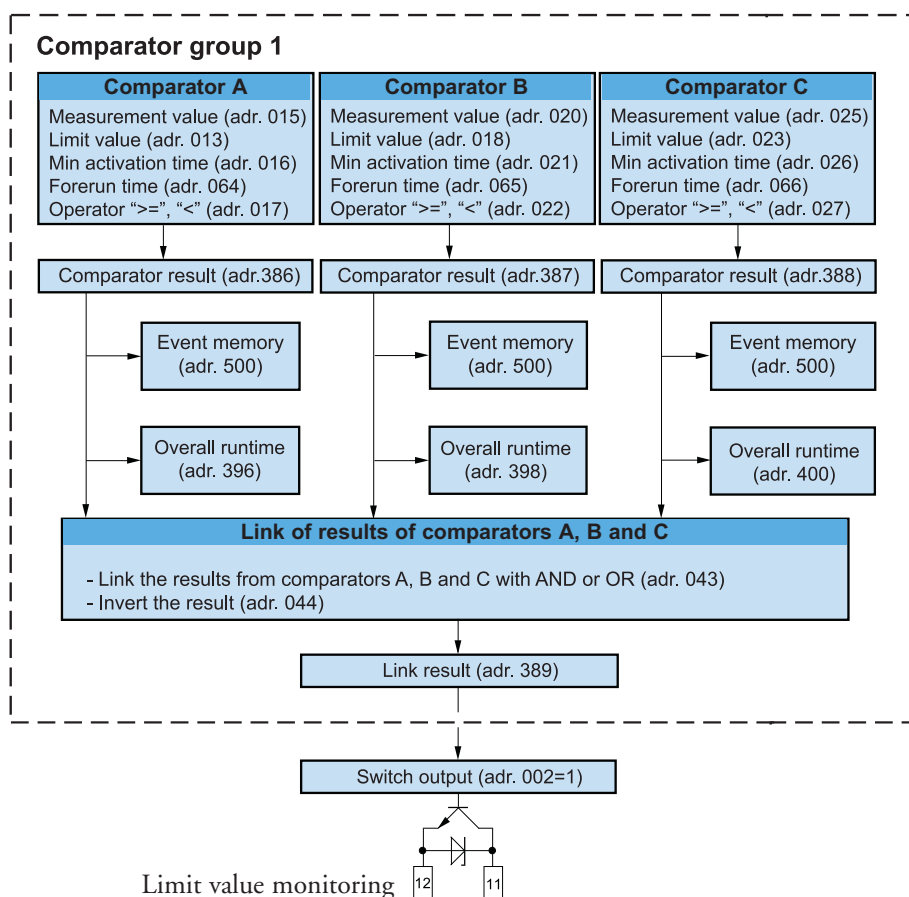 Comparator group 1
Comparator A
Measurement value (adr. 015)
Limit value (adr. 013)
Min activation time (adr. 016)
Forerun time (adr. 064)
Operator “>=”, “<” (adr. 017)
Comparator B
Measurement value (adr. 020)
Limit value (adr. 018)
Min activation time (adr. 021)
Forerun time (adr. 065)
Operator “>=”, “<” (adr. 022)
Comparator C
Measurement value (adr. 025)
Limit value (adr. 023)
Min activation time (adr. 026)
Forerun time (adr. 066)
Operator “>=”, “<” (adr. 027)
Comparator result (adr.386)
Comparator result (adr.387)
Comparator result (adr.388)
Event memory
(adr. 500)
Event memory
(adr. 500)
Event memory
(adr. 500)
Overall runtime
(adr. 396)
Overall runtime
(adr. 398)
Overall runtime
(adr. 400)
Link of results of comparators A, B and C
- Link the results from comparators A, B and C with AND or OR (adr. 043)
- Invert the result (adr. 044)
Link result (adr. 389)
Switch output (adr. 002=1)
Limit value monitoring
12
11